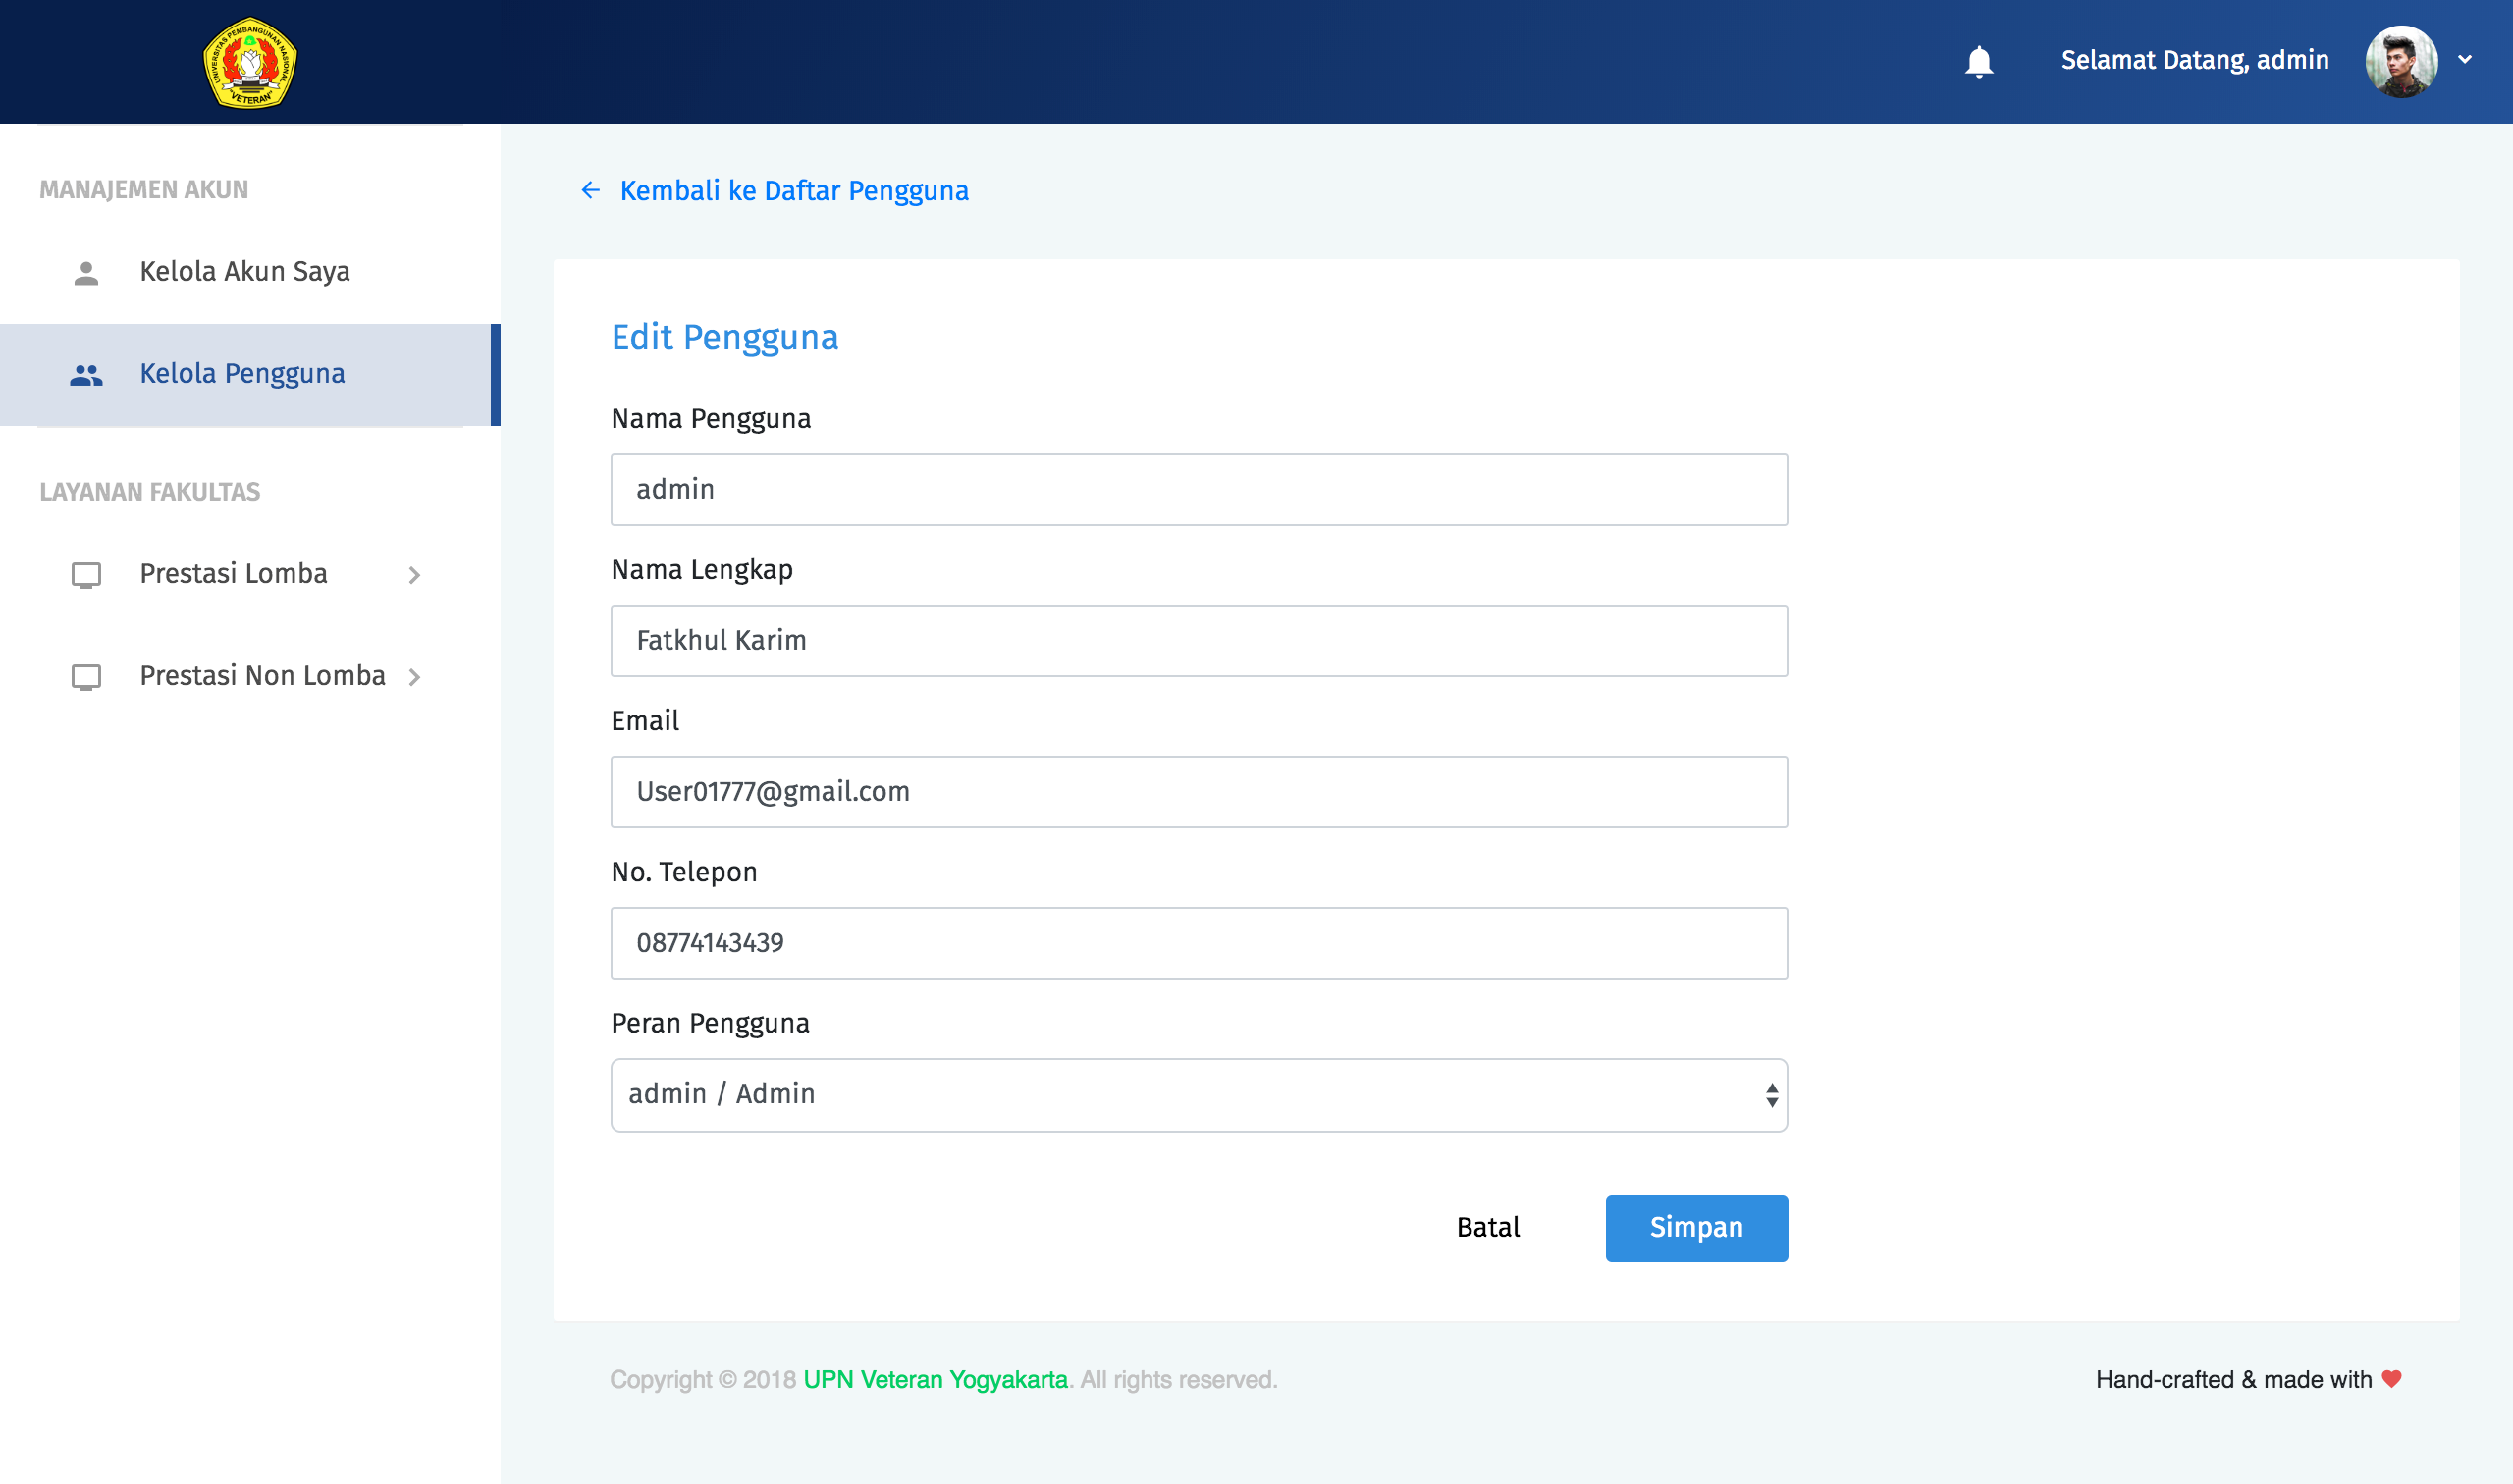 UNIVERSITAS PEMBANGUNAN NASIONAL
"VETERAN"
Selamat Datang, admin
MANAJEMEN AKUN
Kelola Akun Saya
Kelola Pengguna
LAYANAN FAKULTAS
Prestasi Lomba
Prestasi Non Lomba
Kembali ke Daftar Pengguna
Edit Pengguna
Nama Pengguna
admin
Nama Lengkap
Fatkhul Karim
Email
User01777@gmail.com
No. Telepon
08774143439
Peran Pengguna
admin / Admin
Batal
Simpan
Copyright © 2018 UPN Veteran Yogyakarta. All rights reserved.
Hand-crafted & made with